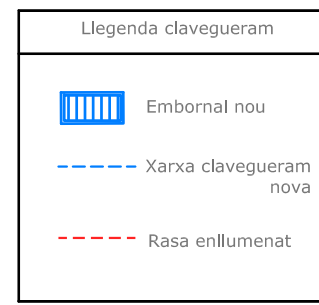 Llegenda clavegueram
Embornal nou
Xarxa clavegueram
nova
Rasa enllumenat